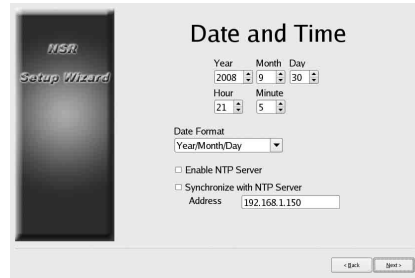 NSR
Setup Wizard
Date and Time
Year Month Day
2008 9 30
Hour Minute
21 5
Date Format
Year/Month/Day
Enable NTP Server
Synchronize with NTP Server
Address 192.168.1.150
< Back Next >